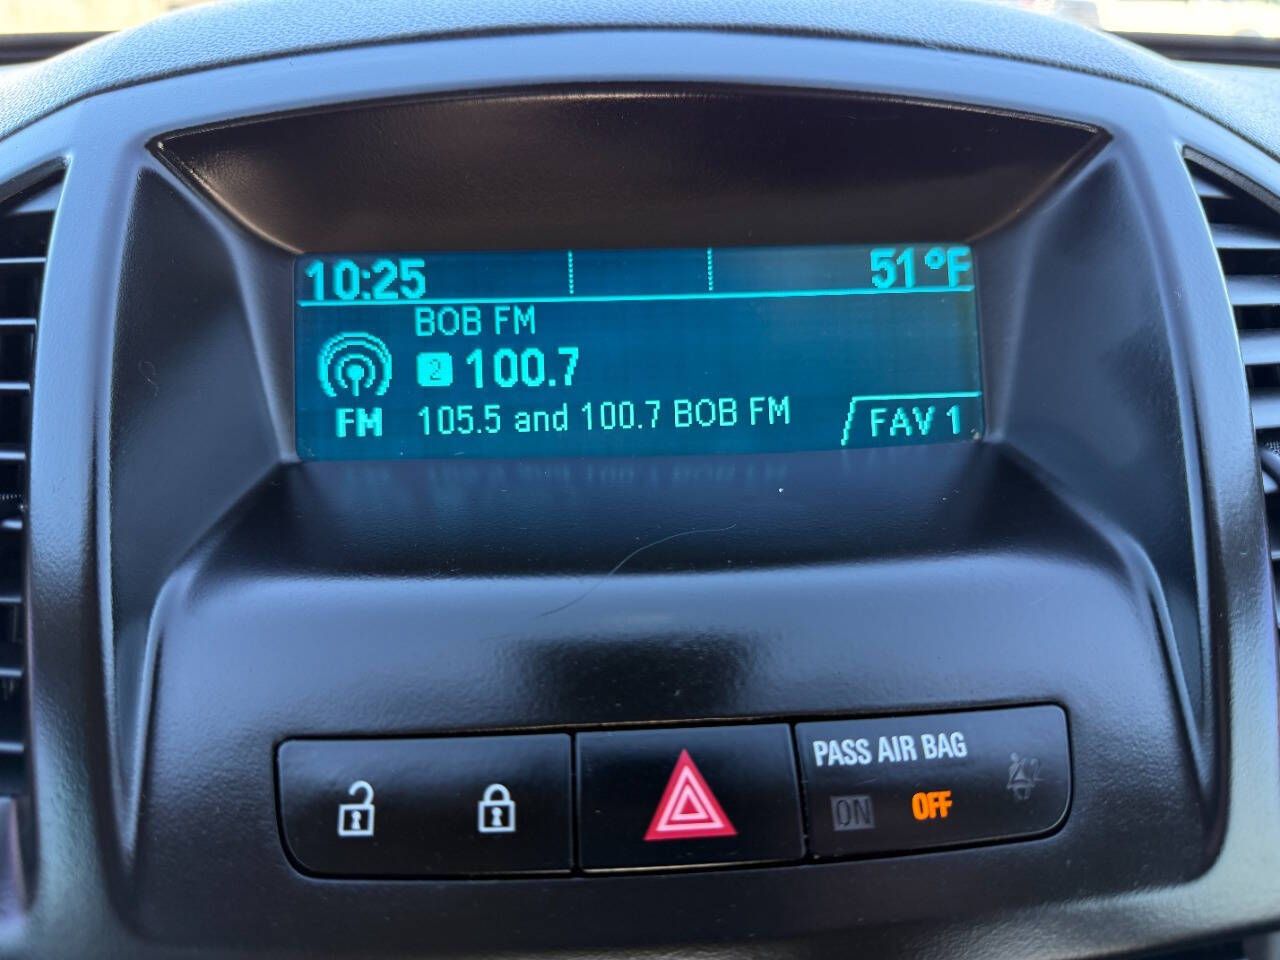 10:25 51 °F
BOB FM
2 100.7
FM 105.5 and 100.7 BOB FM FAV 1
PASS AIR BAG
ON OFF